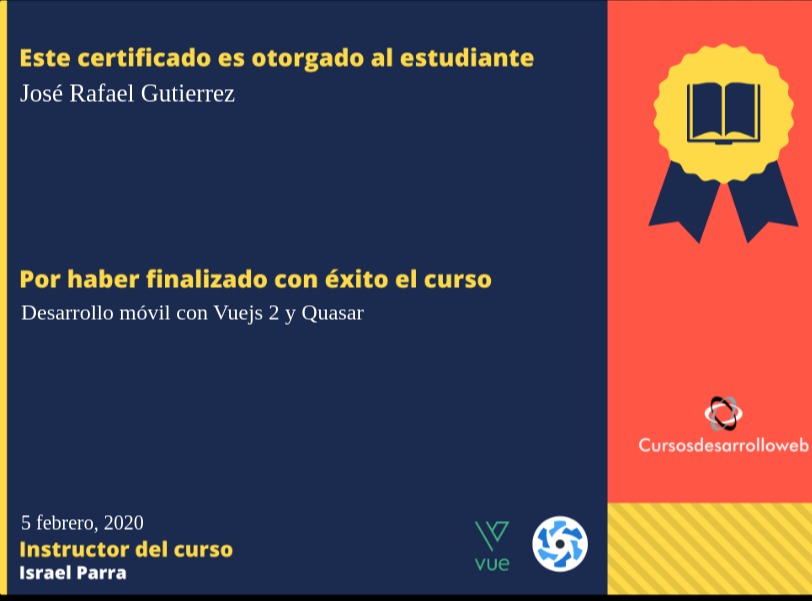 Este certificado es otorgado al estudiante
José Rafael Gutierrez
Por haber finalizado con éxito el curso
Desarrollo móvil con Vuejs 2 y Quasar
Cursosdesarrolloweb
5 febrero, 2020
Instructor del curso
Israel Parra
vue